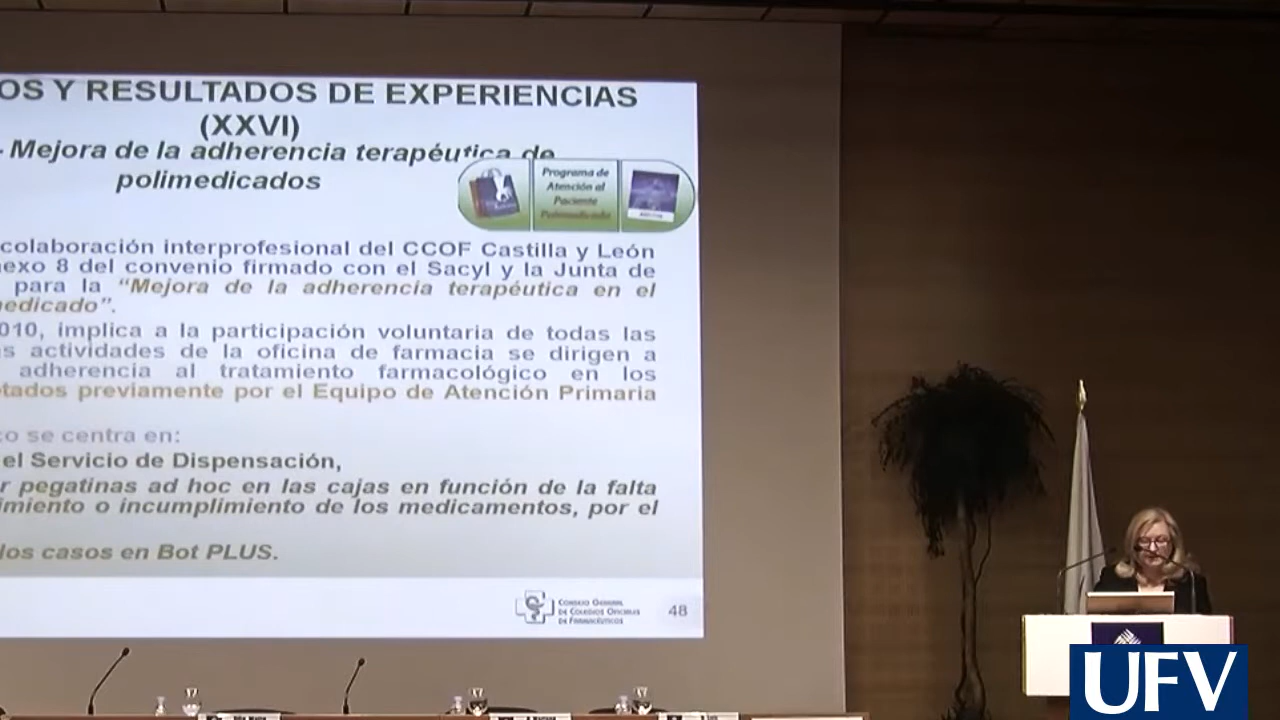 OS Y RESULTADOS DE EXPERIENCIAS
(XXVI)
- Mejora de la adherencia terapéutica de
polimedicados
Programa de
Atención al
Paciente
Polimedicado
colaboración interprofesional del CCOF Castilla y León
exo 8 del convenio firmado con el Sacyl y la Junta de
para la “Mejora de la adherencia terapéutica en el
medicado”.
010, implica a la participación voluntaria de todas las
s actividades de la oficina de farmacia se dirigen a
adherencia al tratamiento farmacológico en los
tados previamente por el Equipo de Atención Primaria
co se centra en:
el Servicio de Dispensación,
r pegatinas ad hoc en las cajas en función de la falta
imiento o incumplimiento de los medicamentos, por el
los casos en Bot PLUS.
Consejo General
de Colegios Oficiales
de Farmacéuticos
48
UFV